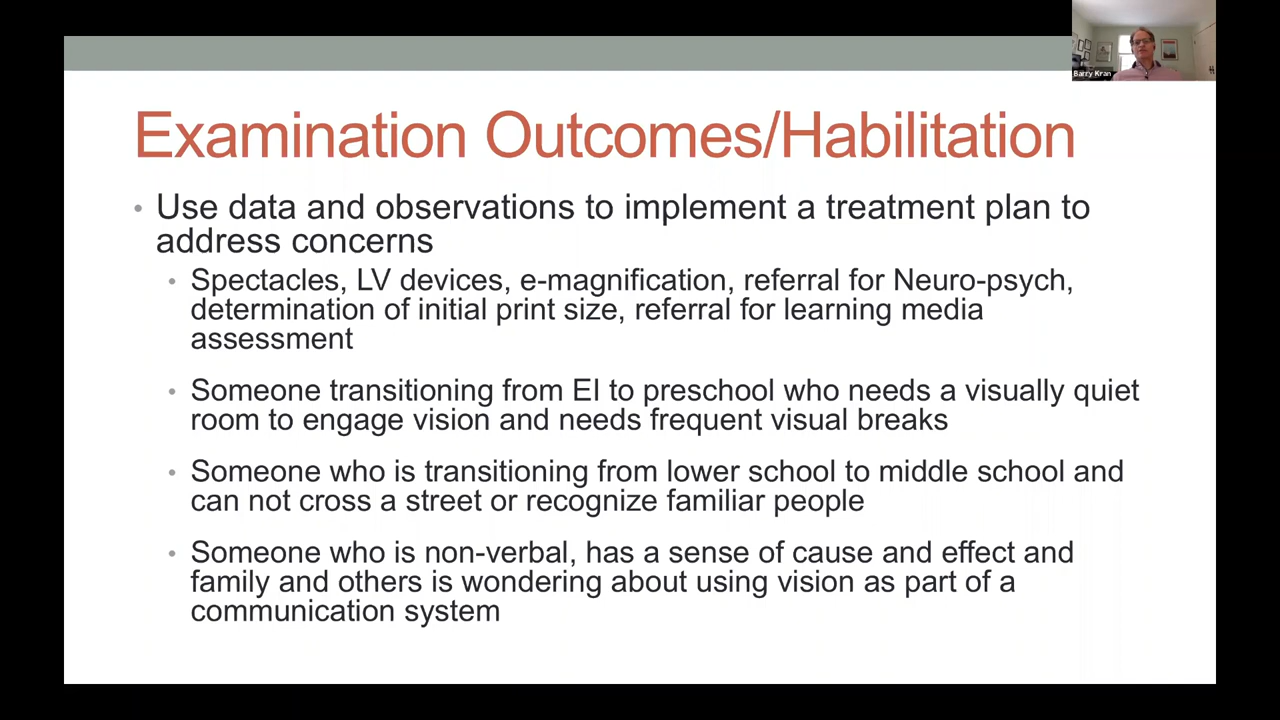 Barry Kran
Examination Outcomes/Habilitation
• Use data and observations to implement a treatment plan to
address concerns
• Spectacles, LV devices, e-magnification, referral for Neuro-psych,
determination of initial print size, referral for learning media
assessment
• Someone transitioning from EI to preschool who needs a visually quiet
room to engage vision and needs frequent visual breaks
• Someone who is transitioning from lower school to middle school and
can not cross a street or recognize familiar people
• Someone who is non-verbal, has a sense of cause and effect and
family and others is wondering about using vision as part of a
communication system